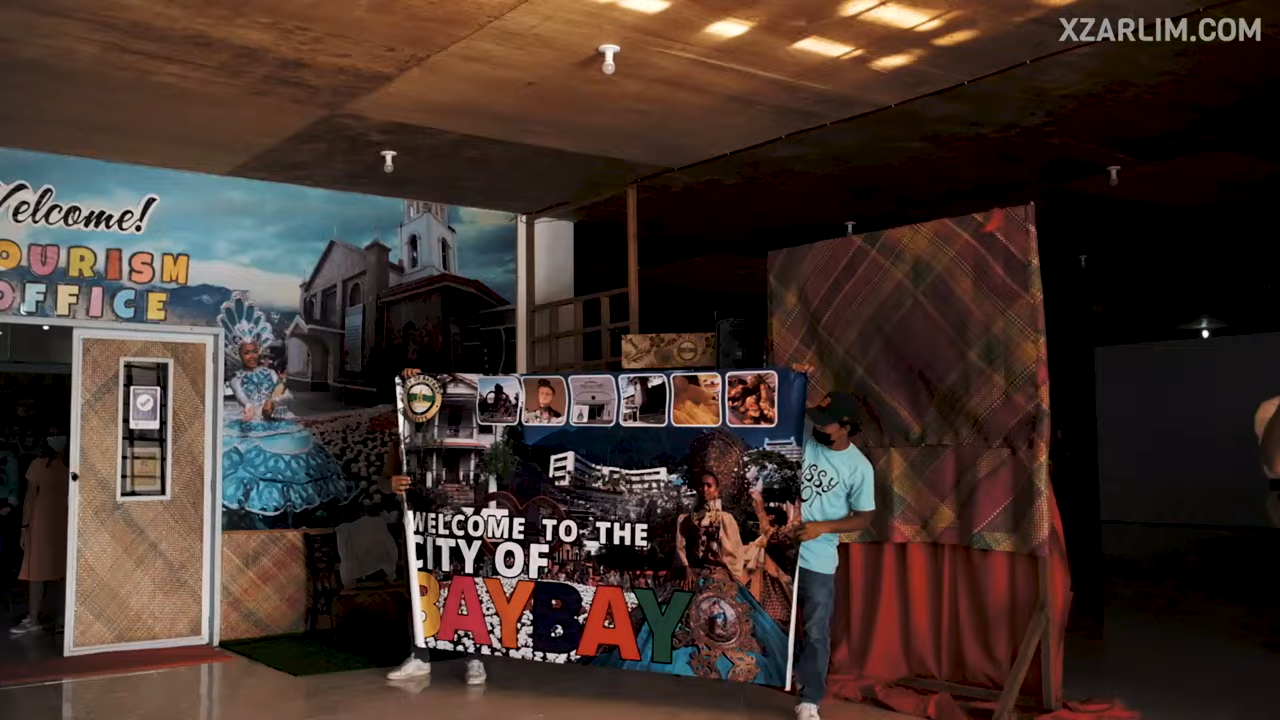 XZARLIM.COM
Welcome!
TOURISM
OFFICE
WELCOME TO THE
CITY OF
BAYBAY